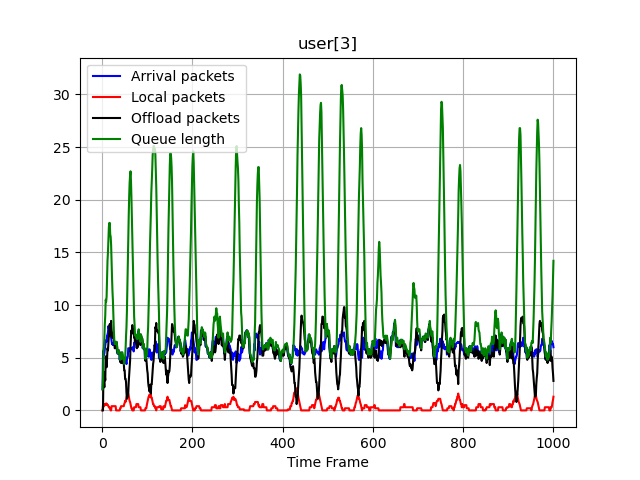 user[3]
Arrival packets
Local packets
Offload packets
Queue length
30
25
20
15
10
5
0
0 200 400 600 800 1000
Time Frame